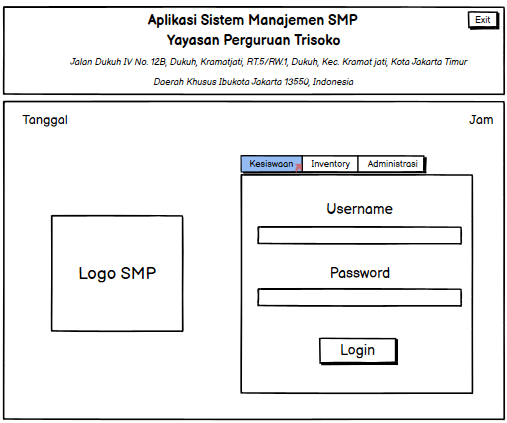 Aplikasi Sistem Manajemen SMP
Exit
Yayasan Perguruan Trisoko
Jalan Dukuh IV No. 12B, Dukuh, Kramatjati, RT.5/RW.1, Dukuh, Kec. Kramat jati, Kota Jakarta Timur
Daerah Khusus Ibukota Jakarta 13550, Indonesia
Tanggal
Jam
Kesiswaan
Inventory
Administrasi
Logo SMP
Username
Password
Login